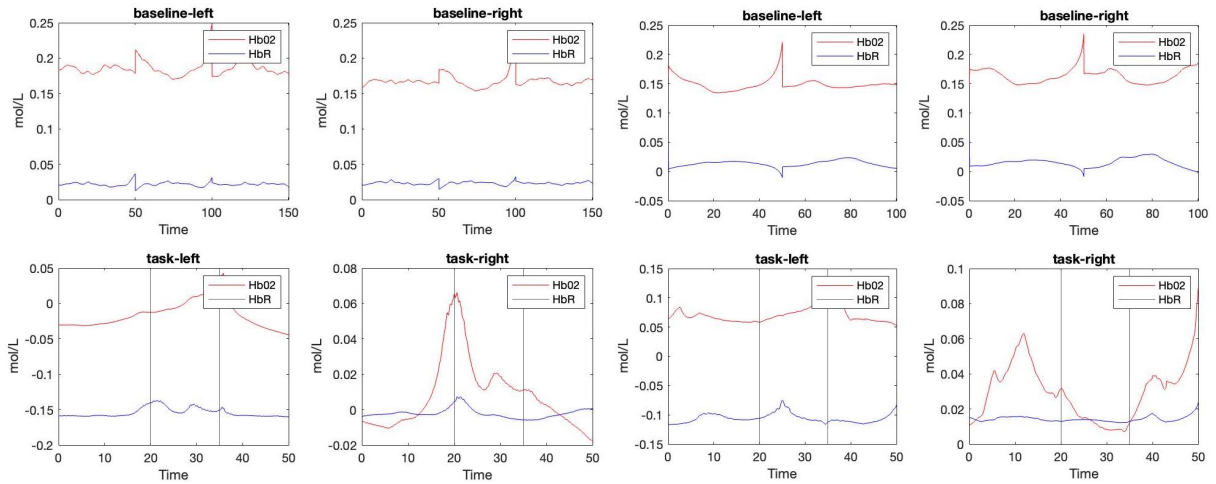 baseline-left
0.25
0.2
0.15
0.1
0.05
0
mol/L
Hb02
HbR
0 50 100 150
Time
baseline-right
0.25
0.2
0.15
0.1
0.05
0
mol/L
Hb02
HbR
0 50 100 150
Time
baseline-left
0.25
0.2
0.15
0.1
0.05
0
-0.05
mol/L
Hb02
HbR
0 20 40 60 80 100
Time
baseline-right
0.25
0.2
0.15
0.1
0.05
0
-0.05
mol/L
Hb02
HbR
0 20 40 60 80 100
Time
task-left
0.05
0
-0.05
-0.1
-0.15
-0.2
mol/L
Hb02
HbR
0 10 20 30 40 50
Time
task-right
0.08
0.06
0.04
0.02
0
-0.02
mol/L
Hb02
HbR
0 10 20 30 40 50
Time
task-left
0.15
0.1
0.05
0
-0.05
-0.1
-0.15
mol/L
Hb02
HbR
0 10 20 30 40 50
Time
task-right
0.1
0.08
0.06
0.04
0.02
0
mol/L
Hb02
HbR
0 10 20 30 40 50
Time